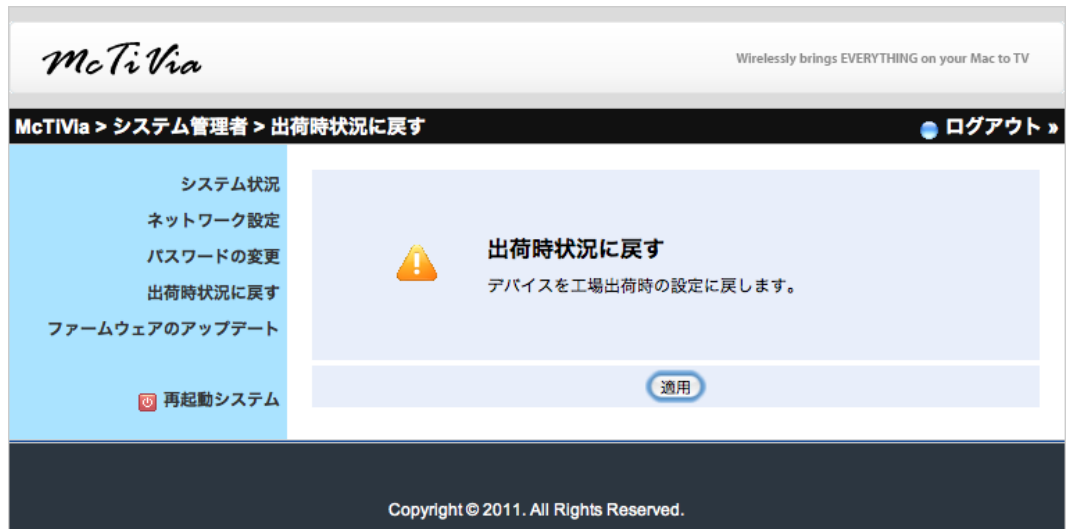 McTiVia
Wirelessly brings EVERYTHING on your Mac to TV
McTiVia > システム管理者 > 出荷時状況に戻す
ログアウト »
システム状況
ネットワーク設定
パスワードの変更
出荷時状況に戻す
ファームウェアのアップデート
再起動システム
出荷時状況に戻す
デバイスを工場出荷時の設定に戻します。
適用
Copyright © 2011. All Rights Reserved.